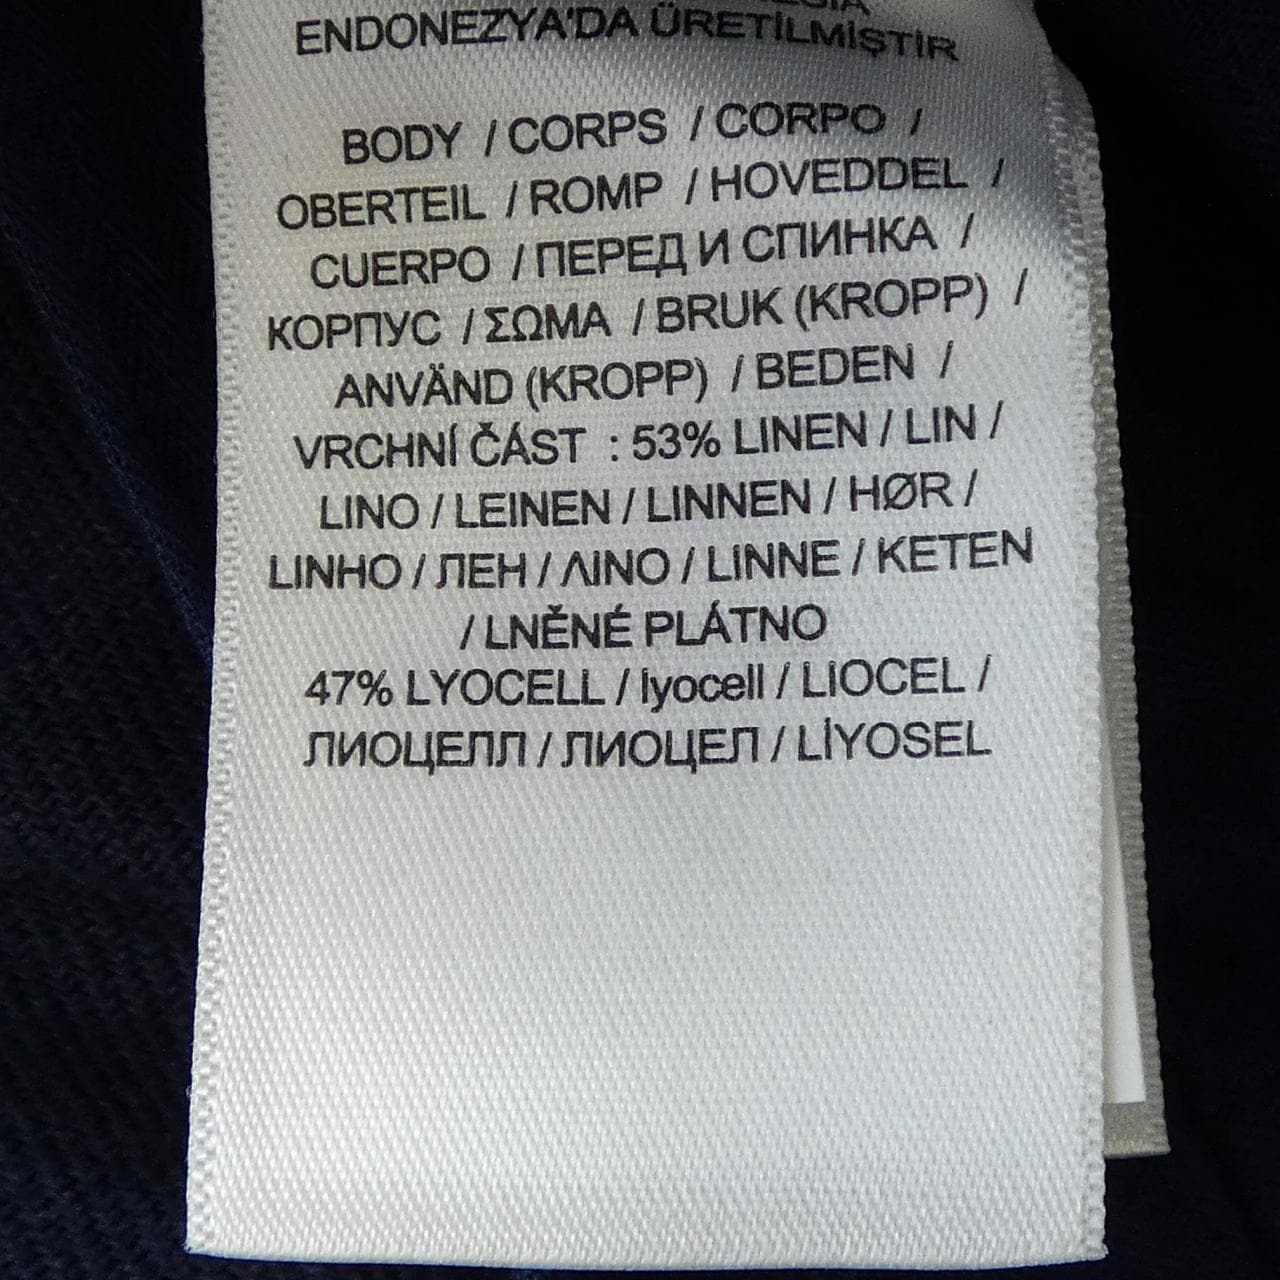 ENDONEZYA'DA ÜRETİLMİŞTİR
BODY / CORPS / CORPO /
OBERTEIL / ROMP / HOVEDDEL /
CUERPO / ПЕРЕД И СПИНКА /
КОРПУС / ΣΩΜΑ / BRUK (KROPP) /
ANVÄND (KROPP) / BEDEN /
VRCHNÍ ČÁST : 53% LINEN / LIN /
LINO / LEINEN / LINNEN / HØR /
LINHO / ЛЕН / ΛΙΝΟ / LINNE / KETEN
/ LNĚNÉ PLÁTNO
47% LYOCELL / lyocell / LIOCEL /
ЛИОЦЕЛЛ / ЛИОЦЕЛ / LİYOSEL